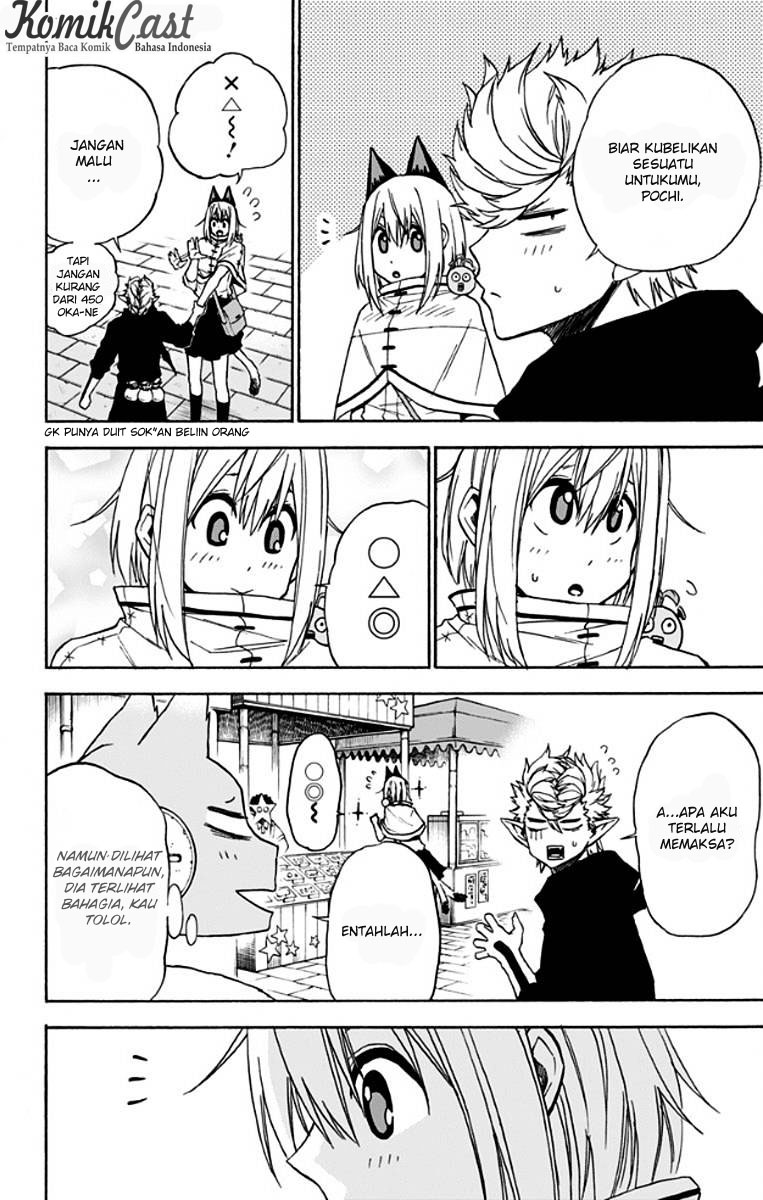 KomikCast
Tempatnya Baca Komik Bahasa Indonesia
BIAR KUBELIKAN
SESUATU
UNTUKUMU,
POCHI.
×
△
~
!
JANGAN
MALU
...
TAPI
JANGAN
KURANG
DARI 450
OKA-NE
GK PUNYA DUIT SOK"AN BELIIN ORANG
○
△
◎
A...APA AKU
TERLALU
MEMAKSA?
○
◎
~
ENTAHLAH...
NAMUN DILIHAT
BAGAIMANAPUN,
DIA TERLIHAT
BAHAGIA, KAU
TOLOL.